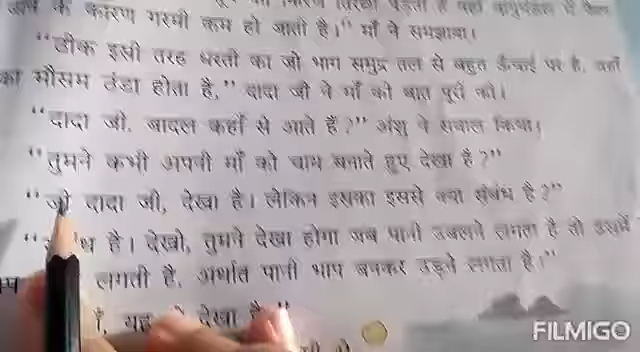 कारण गरमी कम हो जाती है।" माँ ने समझाया।
"ठीक इसी तरह धरती का जो भाग समुद्र तल से बहुत ऊँचाई पर है, वहाँ
का मौसम ठंडा होता है," दादा जी ने माँ की बात पूरी की।
"दादा जी, बादल कहाँ से आते हैं?" अंशु ने सवाल किया।
"तुमने कभी अपनी माँ को चाय बनाते हुए देखा है?"
"जी दादा जी, देखा है। लेकिन इसका इससे क्या संबंध है?"
है। देखो, तुमने देखा होगा जब पानी उबलने लगता है तो उसमें
लगती है, अर्थात पानी भाप बनकर उड़ने लगता है।"
देखा है"
FILMIGO